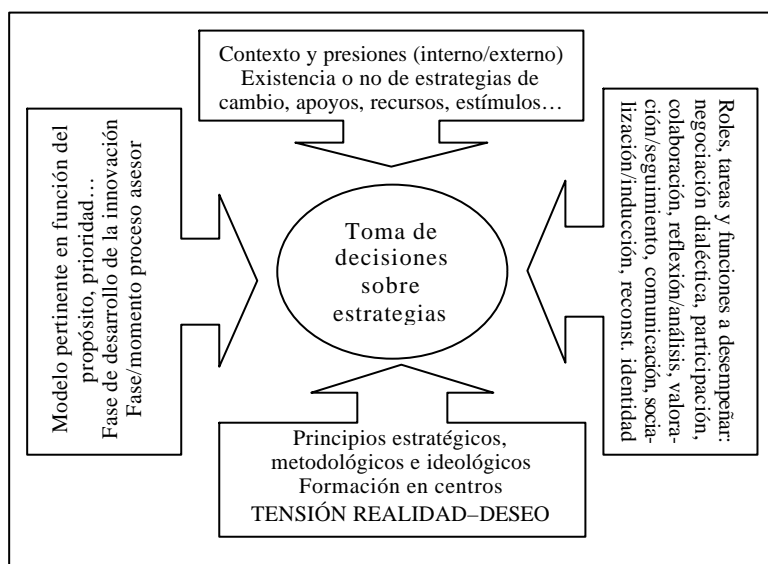 Contexto y presiones (interno/externo)
Existencia o no de estrategias de
cambio, apoyos, recursos, estímulos…
Modelo pertinente en función del
propósito, prioridad…
Fase de desarrollo de la innovación
Fase/momento proceso asesor
Toma de
decisiones
sobre
estrategias
Roles, tareas y funciones a desempeñar:
negociación dialéctica, participación,
colaboración, reflexión/análisis, valora-
ción/seguimiento, comunicación, socia-
lización/inducción, reconst. identidad
Principios estratégicos,
metodológicos e ideológicos
Formación en centros
TENSIÓN REALIDAD–DESEO